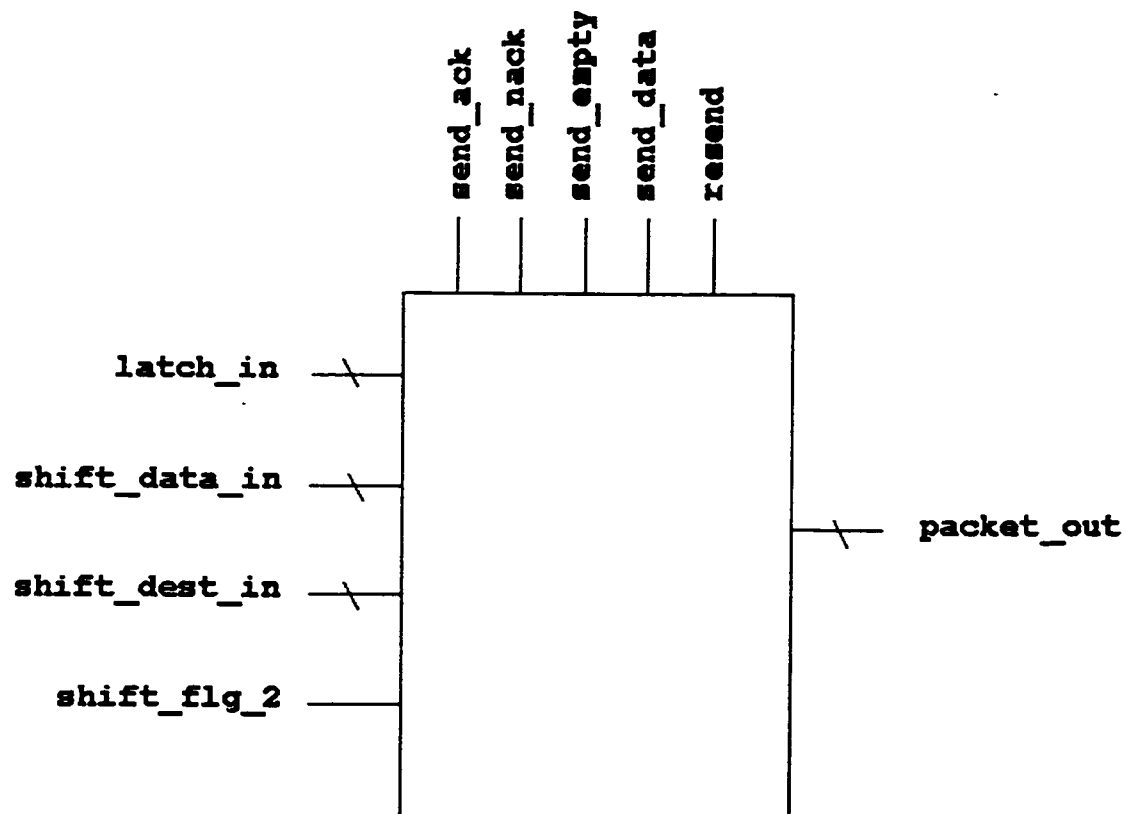 send_ack
send_nack
send_empty
send_data
resend
latch_in
shift_data_in
shift_dest_in
packet_out
shift_flg_2